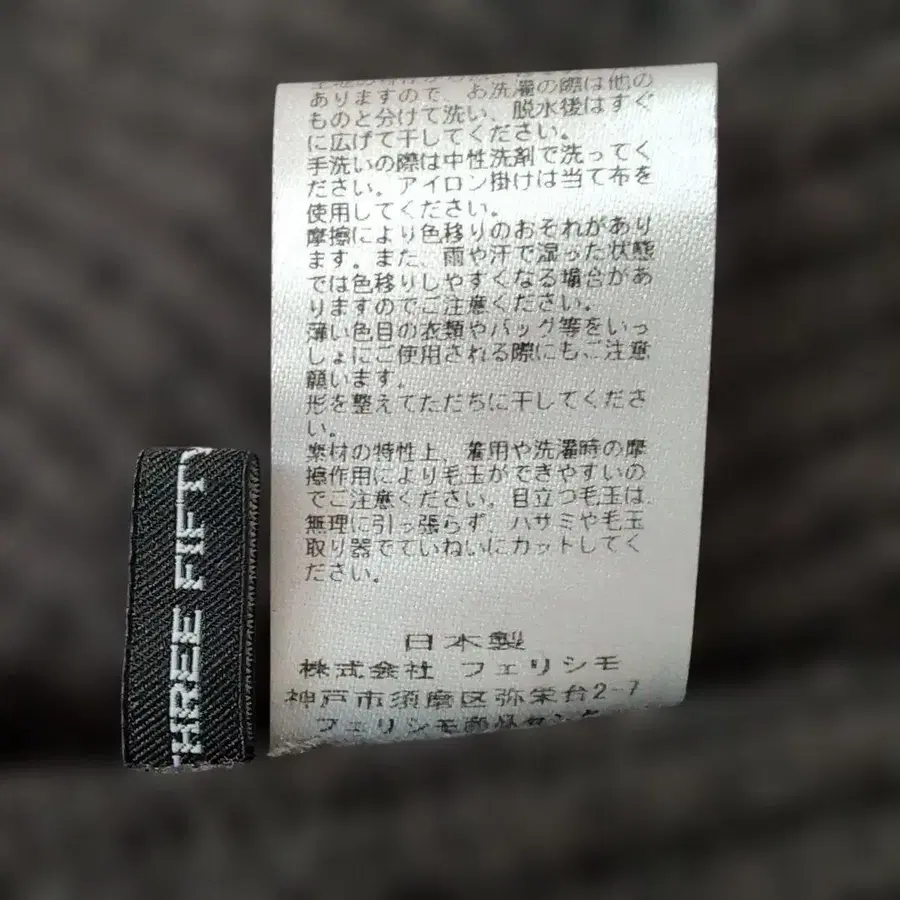 ありますので、お洗濯の際は他の
ものと分けて洗い、脱水後はすぐ
に広げて干してください。
手洗いの際は中性洗剤で洗ってく
ださい。アイロン掛けは当て布を
使用してください。
摩擦により色移りのおそれがあり
ます。また、雨や汗で湿った状態
では色移りしやすくなる場合があ
りますのでご注意ください。
薄い色目の衣類やバッグ等をいっ
しょにご使用される際にもご注意
願います。
形を整えてただちに干してくださ
い。
素材の特性上、着用や洗濯時の摩
擦作用により毛玉ができやすいの
でご注意ください。目立つ毛玉は、
無理に引っ張らず、ハサミや毛玉
取り器でていねいにカットしてく
ださい。
日本製
株式会社 フェリシモ
神戸市須磨区弥栄台2-7
フェリシモ商品センター
THREE FIFTY